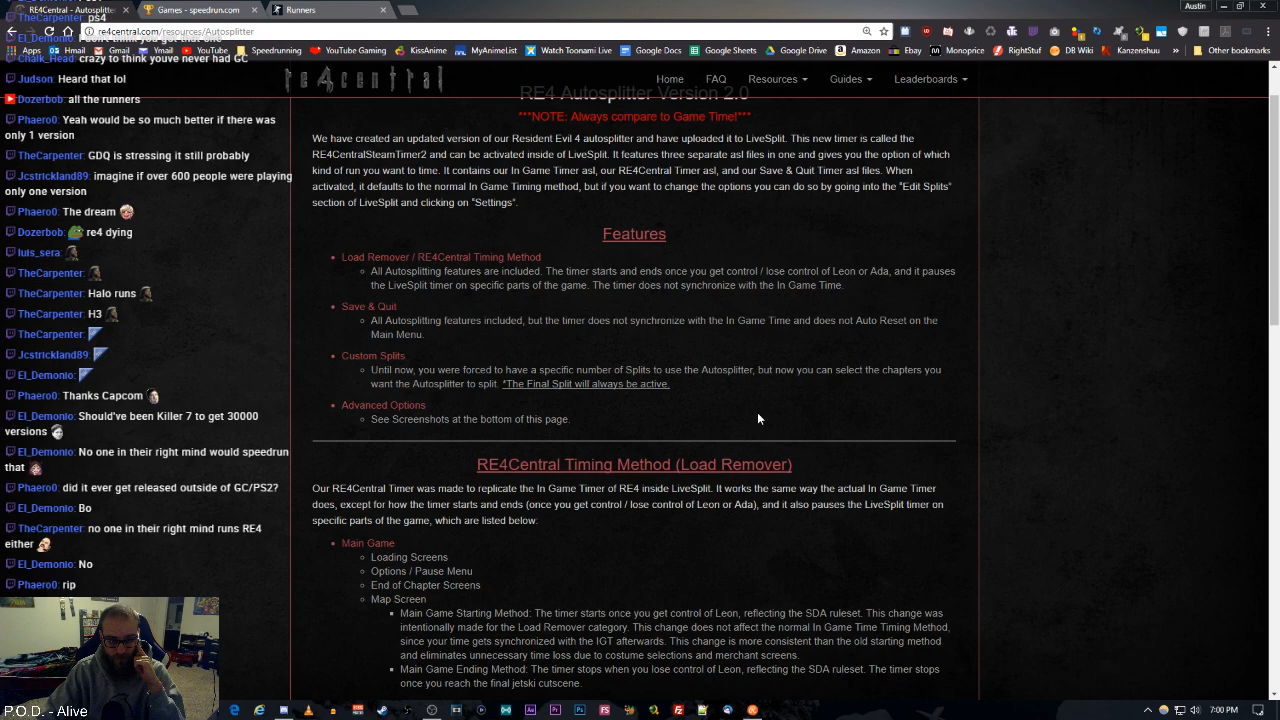 RE4Central - Autosplitte
Games - speedrun.com
Runners
Austin
re4central.com/resources/Autosplitter
Apps
Gmail
YouTube
Speedrunning
YouTube Gaming
KissAnime
MyAnimeList
Watch Toonami Live
Google Docs
Google Sheets
Google Drive
Amazon
Ebay
Monoprice
RightStuf
DB Wiki
Kanzenshuu
Other bookmarks
re4central
Home
FAQ
Resources
Guides
Leaderboards
TheCarpenter: ps4
Chalk_Head: crazy to think youve never had GC
Judson: Heard that lol
Dozerbob: all the runners
Phaero0: Yeah would be so much better if there was
only 1 version
TheCarpenter: GDQ is stressing it still probably
Jcstrickland89: imagine if over 600 people were playing
only one version
Phaero0: The dream
Dozerbob: re4 dying
luis_sera:
TheCarpenter:
TheCarpenter: Halo runs
TheCarpenter: H3
TheCarpenter:
Jcstrickland89:
El_Demonio:
Phaero0: Thanks Capcom
El_Demonio: Should've been Killer 7 to get 30000
versions
El_Demonio: No one in their right mind would speedrun
that
Phaero0: did it ever get released outside of GC/PS2?
El_Demonio: Bo
TheCarpenter: no one in their right mind runs RE4
either
El_Demonio: No
Phaero0: rip
RE4 Autosplitter Version 2.0
***NOTE: Always compare to Game Time!***
We have created an updated version of our Resident Evil 4 autosplitter and have uploaded it to LiveSplit. This new timer is called the
RE4CentralSteamTimer2 and can be activated inside of LiveSplit. It features three separate asl files in one and gives you the option of which
kind of run you want to time. It contains our In Game Timer asl, our RE4Central Timer asl, and our Save & Quit Timer asl files. When
activated, it defaults to the normal In Game Timing method, but if you want to change the options you can do so by going into the "Edit Splits"
section of LiveSplit and clicking on "Settings".
Features
Load Remover / RE4Central Timing Method
All Autosplitting features are included. The timer starts and ends once you get control / lose control of Leon or Ada, and it pauses
the LiveSplit timer on specific parts of the game. The timer does not synchronize with the In Game Time.
Save & Quit
All Autosplitting features included, but the timer does not synchronize with the In Game Time and does not Auto Reset on the
Main Menu.
Custom Splits
Until now, you were forced to have a specific number of Splits to use the Autosplitter, but now you can select the chapters you
want the Autosplitter to split. *The Final Split will always be active.
Advanced Options
See Screenshots at the bottom of this page.
RE4Central Timing Method (Load Remover)
Our RE4Central Timer was made to replicate the In Game Timer of RE4 inside LiveSplit. It works the same way the actual In Game Timer
does, except for how the timer starts and ends (once you get control / lose control of Leon or Ada), and it also pauses the LiveSplit timer on
specific parts of the game, which are listed below:
Main Game
Loading Screens
Options / Pause Menu
End of Chapter Screens
Map Screen
Main Game Starting Method: The timer starts once you get control of Leon, reflecting the SDA ruleset. This change was
intentionally made for the Load Remover category. This change does not affect the normal In Game Time Timing Method,
since your time gets synchronized with the IGT afterwards. This change is more consistent than the old starting method
and eliminates unnecessary time loss due to costume selections and merchant screens.
Main Game Ending Method: The timer stops when you lose control of Leon, reflecting the SDA ruleset. The timer stops
once you reach the final jetski cutscene.
P.O.D. - Alive
7:00 PM